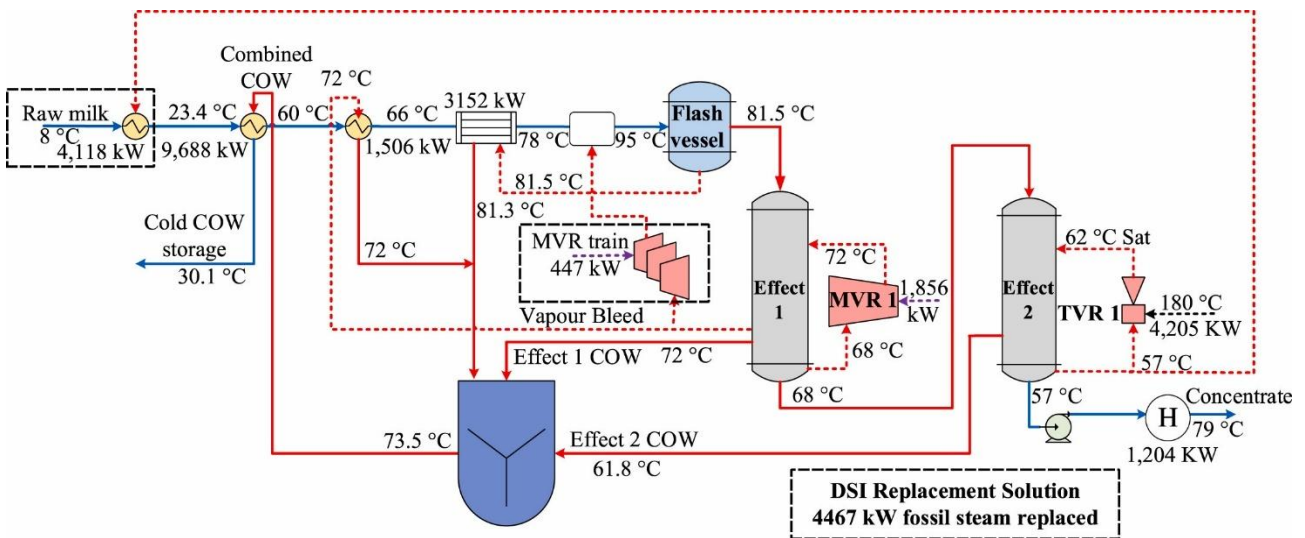 Combined
COW
72 °C
3152 kW
Raw milk
8 °C
4,118 kW
23.4 °C
9,688 kW
60 °C
66 °C
1,506 kW
78 °C
95 °C
Flash
vessel
81.5 °C
81.5 °C
81.3 °C
Cold COW
storage
30.1 °C
72 °C
MVR train
447 kW
Vapour Bleed
Effect
1
72 °C
MVR 1
1,856
kW
68 °C
72 °C
Effect 1 COW
68 °C
Effect
2
62 °C Sat
TVR 1
180 °C
4,205 KW
57 °C
57 °C
Concentrate
H
79 °C
1,204 KW
73.5 °C
Effect 2 COW
61.8 °C
DSI Replacement Solution
4467 kW fossil steam replaced